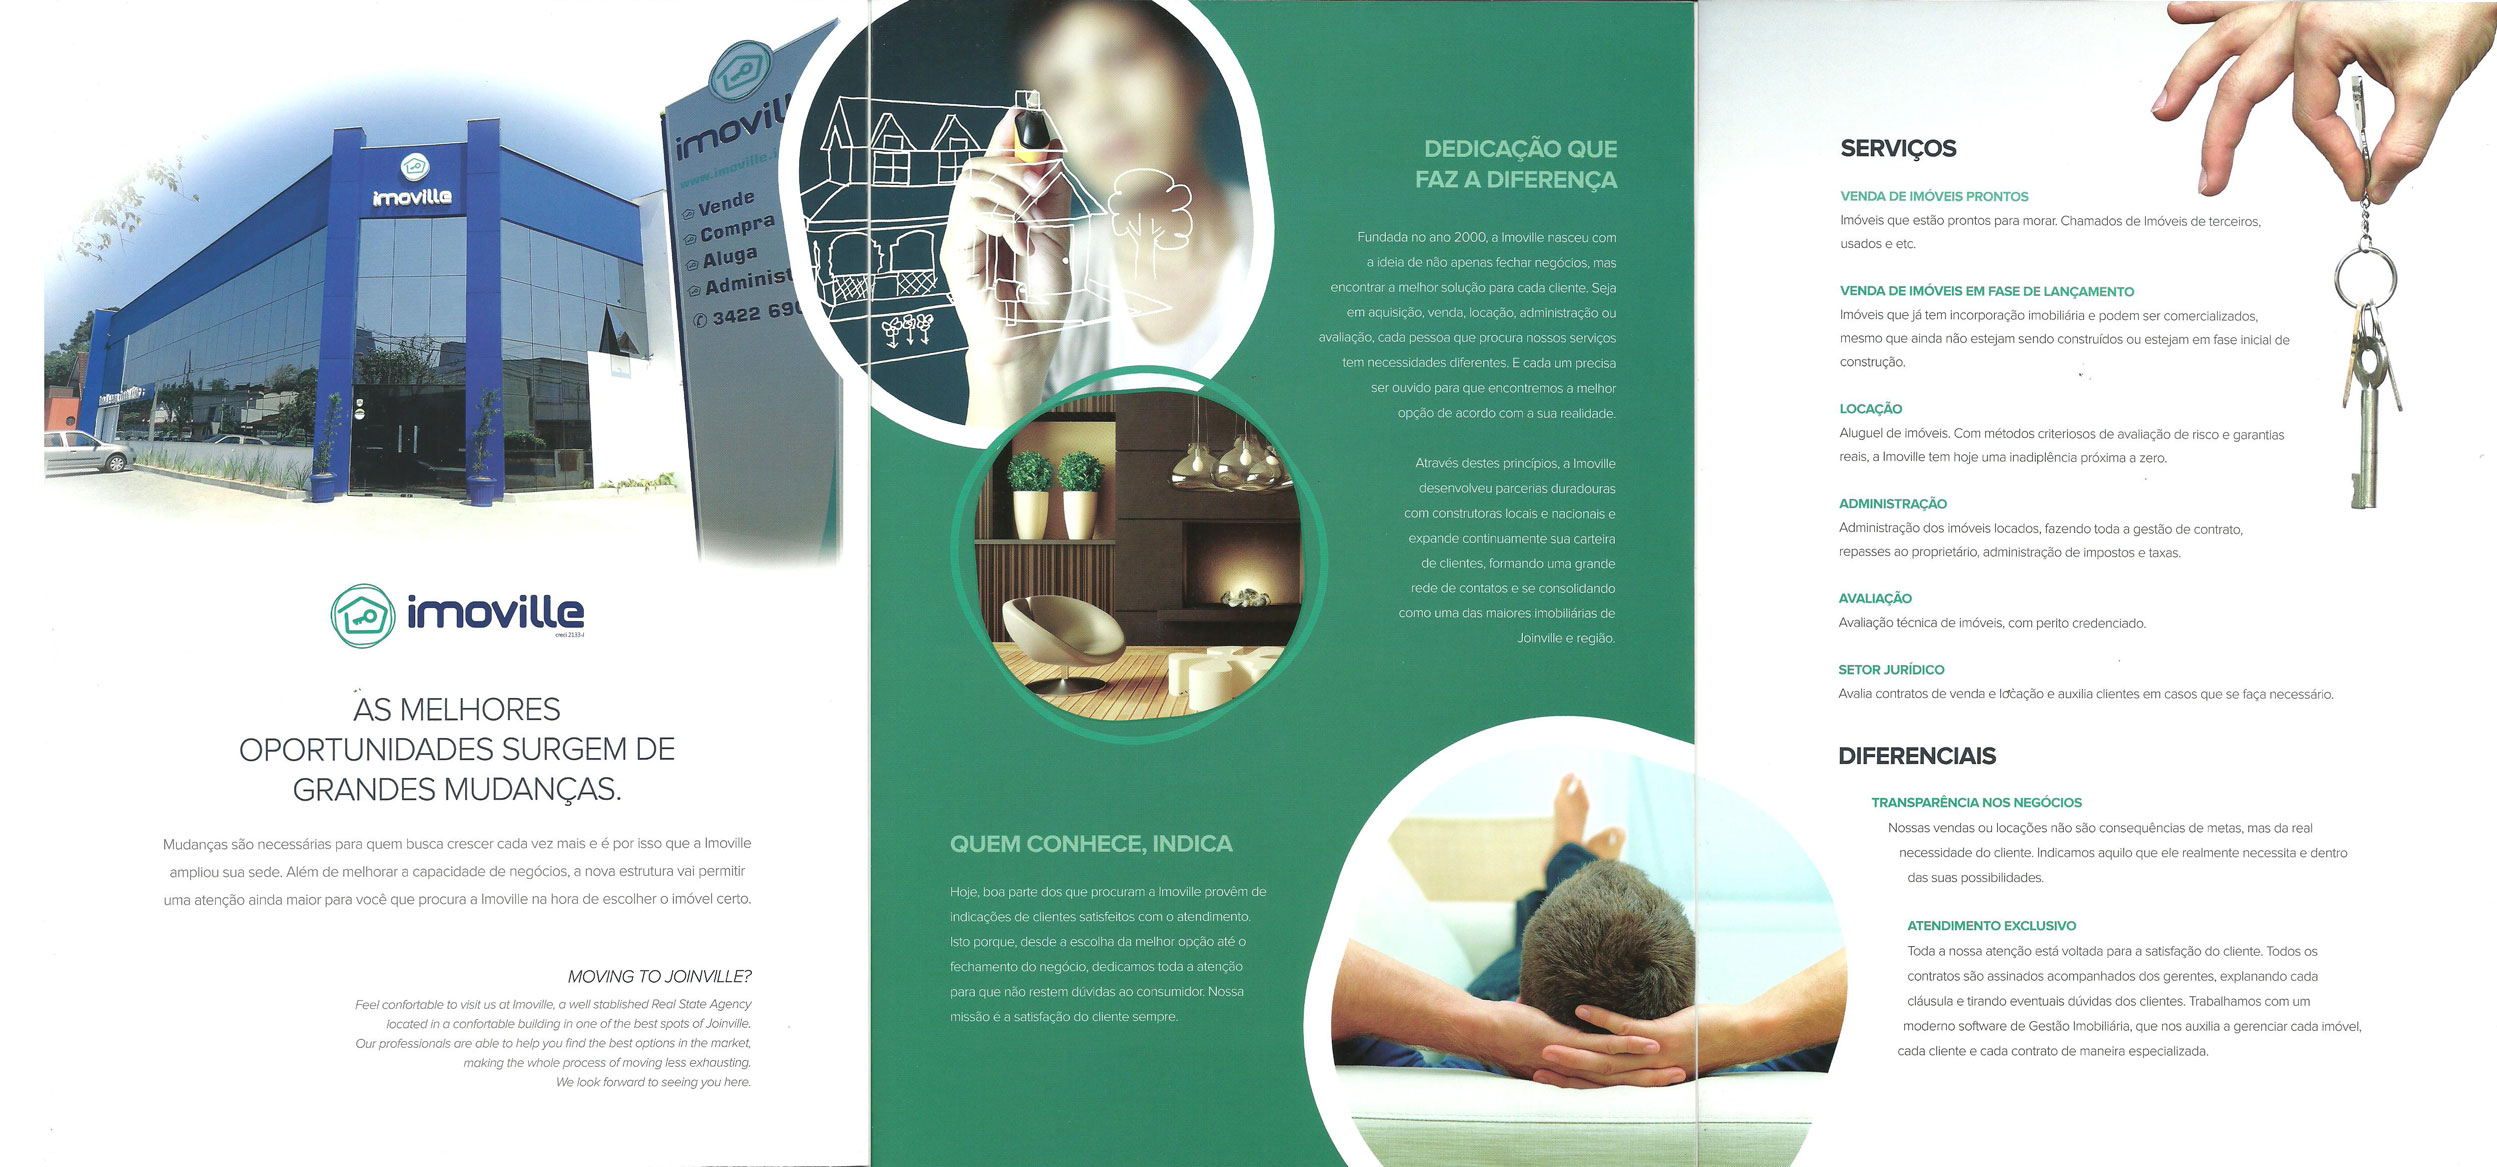 imoville
imovill
www.imoville.
Vende
Compra
Aluga
Administ
3422 690
imoville
creci 2133-J
AS MELHORES
OPORTUNIDADES SURGEM DE
GRANDES MUDANÇAS.
Mudanças são necessárias para quem busca crescer cada vez mais e é por isso que a Imoville
ampliou sua sede. Além de melhorar a capacidade de negócios, a nova estrutura vai permitir
uma atenção ainda maior para você que procura a Imoville na hora de escolher o imóvel certo.
MOVING TO JOINVILLE?
Feel confortable to visit us at Imoville, a well stablished Real State Agency
located in a confortable building in one of the best spots of Joinville.
Our professionals are able to help you find the best options in the market,
making the whole process of moving less exhausting.
We look forward to seeing you here.
DEDICAÇÃO QUE
FAZ A DIFERENÇA
Fundada no ano 2000, a Imoville nasceu com
a ideia de não apenas fechar negócios, mas
encontrar a melhor solução para cada cliente. Seja
em aquisição, venda, locação, administração ou
avaliação, cada pessoa que procura nossos serviços
tem necessidades diferentes. E cada um precisa
ser ouvido para que encontremos a melhor
opção de acordo com a sua realidade.
Através destes princípios, a Imoville
desenvolveu parcerias duradouras
com construtoras locais e nacionais e
expande continuamente sua carteira
de clientes, formando uma grande
rede de contatos e se consolidando
como uma das maiores imobiliárias de
Joinville e região.
QUEM CONHECE, INDICA
Hoje, boa parte dos que procuram a Imoville provêm de
indicações de clientes satisfeitos com o atendimento.
Isto porque, desde a escolha da melhor opção até o
fechamento do negócio, dedicamos toda a atenção
para que não restem dúvidas ao consumidor. Nossa
missão é a satisfação do cliente sempre.
SERVIÇOS
VENDA DE IMÓVEIS PRONTOS
Imóveis que estão prontos para morar. Chamados de Imóveis de terceiros,
usados e etc.
VENDA DE IMÓVEIS EM FASE DE LANÇAMENTO
Imóveis que já tem incorporação imobiliária e podem ser comercializados,
mesmo que ainda não estejam sendo construídos ou estejam em fase inicial de
construção.
LOCAÇÃO
Aluguel de imóveis. Com métodos criteriosos de avaliação de risco e garantias
reais, a Imoville tem hoje uma inadiplência próxima a zero.
ADMINISTRAÇÃO
Administração dos imóveis locados, fazendo toda a gestão de contrato,
repasses ao proprietário, administração de impostos e taxas.
AVALIAÇÃO
Avaliação técnica de imóveis, com perito credenciado.
SETOR JURÍDICO
Avalia contratos de venda e locação e auxilia clientes em casos que se faça necessário.
DIFERENCIAIS
TRANSPARÊNCIA NOS NEGÓCIOS
Nossas vendas ou locações não são consequências de metas, mas da real
necessidade do cliente. Indicamos aquilo que ele realmente necessita e dentro
das suas possibilidades.
ATENDIMENTO EXCLUSIVO
Toda a nossa atenção está voltada para a satisfação do cliente. Todos os
contratos são assinados acompanhados dos gerentes, explanando cada
cláusula e tirando eventuais dúvidas dos clientes. Trabalhamos com um
moderno software de Gestão Imobiliária, que nos auxilia a gerenciar cada imóvel,
cada cliente e cada contrato de maneira especializada.